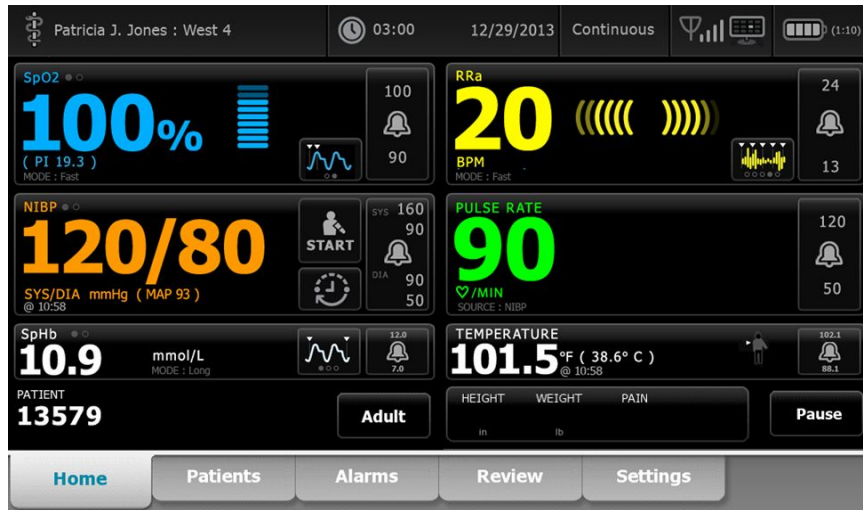 Patricia J. Jones : West 4
03:00
12/29/2013
Continuous
(1:10)
SpO2
100%
( PI 19.3 )
MODE : Fast
100
90
RRa
20
BPM
MODE : Fast
24
13
NIBP
120/80
SYS/DIA mmHg ( MAP 93 )
@ 10:58
START
SYS 160
90
DIA 90
50
PULSE RATE
90
/MIN
SOURCE : NIBP
120
50
SpHb
10.9
mmol/L
MODE : Long
12.0
7.0
TEMPERATURE
101.5 °F ( 38.6° C )
@ 10:58
102.1
88.1
PATIENT
13579
Adult
HEIGHT WEIGHT PAIN
in lb
Pause
Home Patients Alarms Review Settings